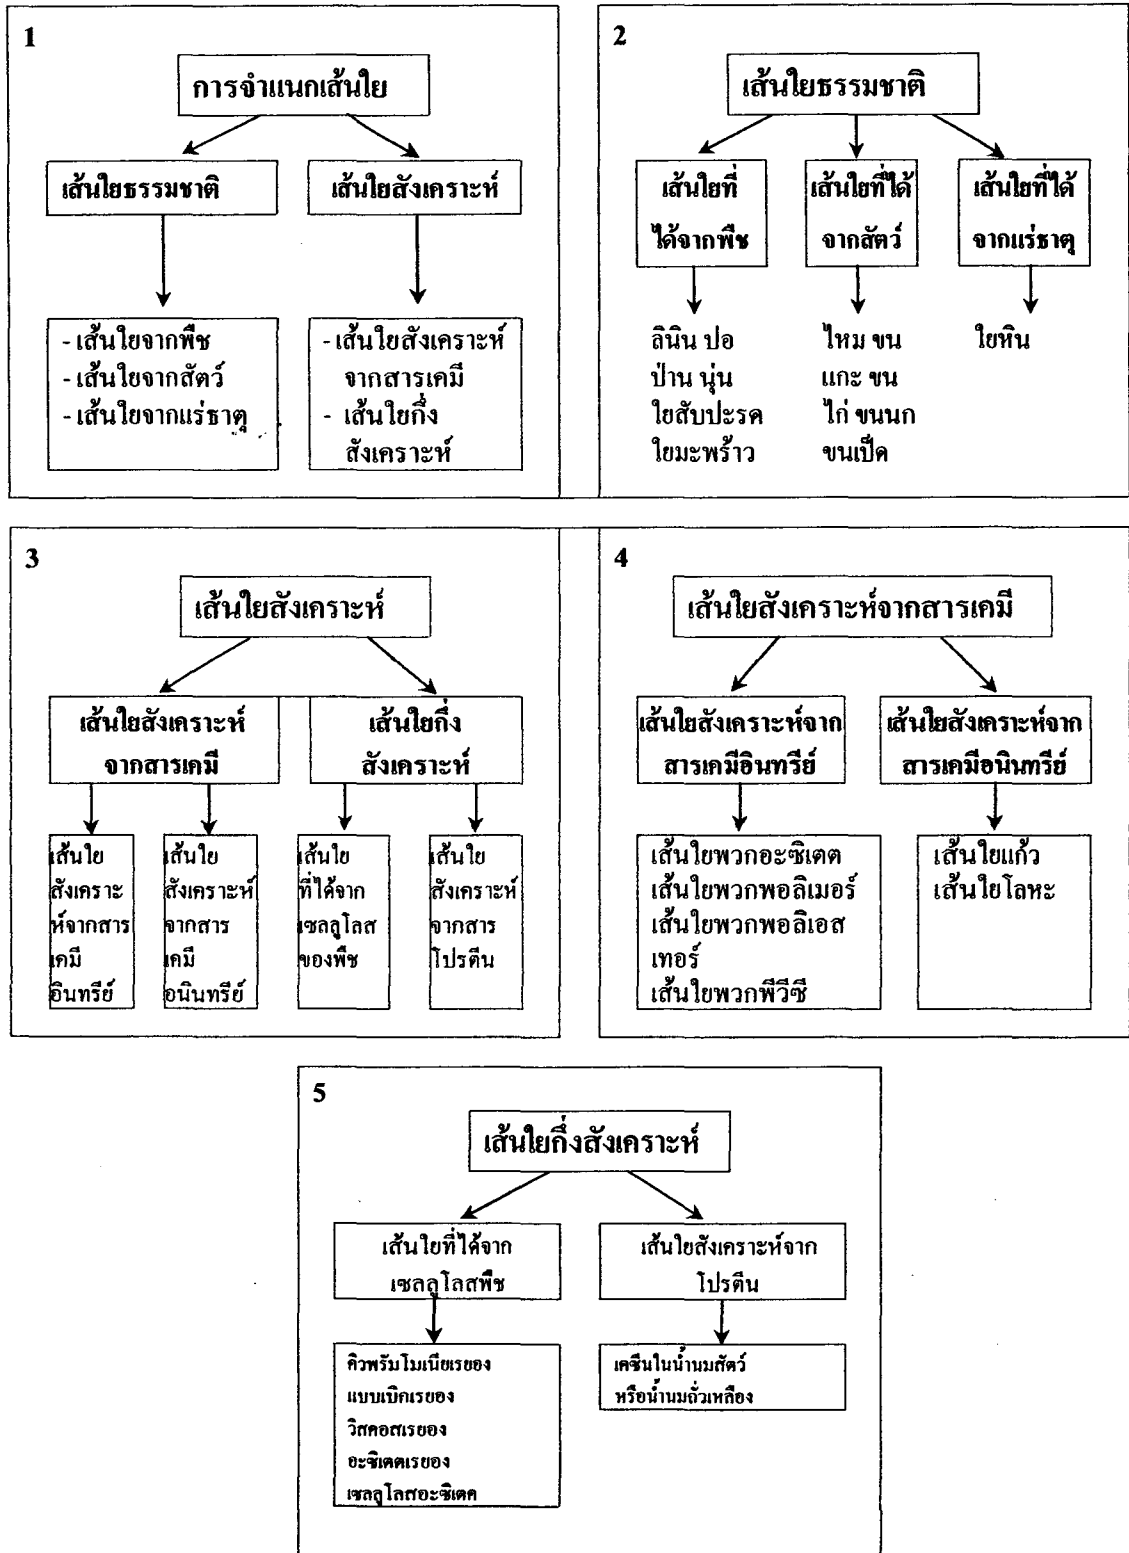 1
การจำแนกเส้นใย
เส้นใยธรรมชาติ
เส้นใยสังเคราะห์
- เส้นใยจากพืช
- เส้นใยจากสัตว์
- เส้นใยจากแร่ธาตุ
- เส้นใยสังเคราะห์
จากสารเคมี
- เส้นใยกึ่ง
สังเคราะห์
2
เส้นใยธรรมชาติ
เส้นใยที่
ได้จากพืช
เส้นใยที่ได้
จากสัตว์
เส้นใยที่ได้
จากแร่ธาตุ
ลินิน ปอ
ป่าน นุ่น
ใยสับปะรด
ใยมะพร้าว
ไหม ขน
แกะ ขน
ไก่ ขนนก
ขนเป็ด
ใยหิน
3
เส้นใยสังเคราะห์
เส้นใยสังเคราะห์
จากสารเคมี
เส้นใยกึ่ง
สังเคราะห์
เส้นใย
สังเคระ
ห์จากสาร
เคมี
อินทรีย์
เส้นใย
สังเคราะห์
จากสาร
เคมี
อนินทรีย์
เส้นใย
ที่ได้จาก
เซลลูโลส
ของพืช
เส้นใย
สังเคราะห์
จากสาร
โปรตีน
4
เส้นใยสังเคราะห์จากสารเคมี
เส้นใยสังเคราะห์จาก
สารเคมีอินทรีย์
เส้นใยสังเคราะห์จาก
สารเคมีอนินทรีย์
เส้นใยพวกอะซิเตต
เส้นใยพวกพอลิเมอร์
เส้นใยพวกพอลิเอส
เทอร์
เส้นใยพวกพีวีซี
เส้นใยแก้ว
เส้นใยโลหะ
5
เส้นใยกึ่งสังเคราะห์
เส้นใยที่ได้จาก
เซลลูโลสพืช
เส้นใยสังเคราะห์จาก
โปรตีน
คิวพรัมโมเนียเรยอง
แบบเบิกเรยอง
วิสคอสเรยอง
อะซิเตตเรยอง
เซลลูโลสอะซิเตต
เคซีนในน้ำนมสัตว์
หรือน้ำนมถั่วเหลือง